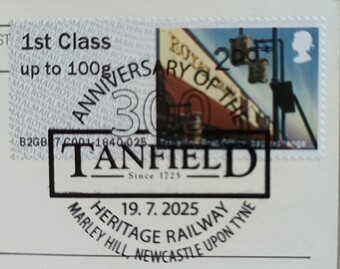 1st Class
up to 100g
B2GB
ANNIVERSARY OF THE
300
TANFIELD
Since 1725
19. 7. 2025
HERITAGE RAILWAY
MARLEY HILL, NEWCASTLE UPON TYNE